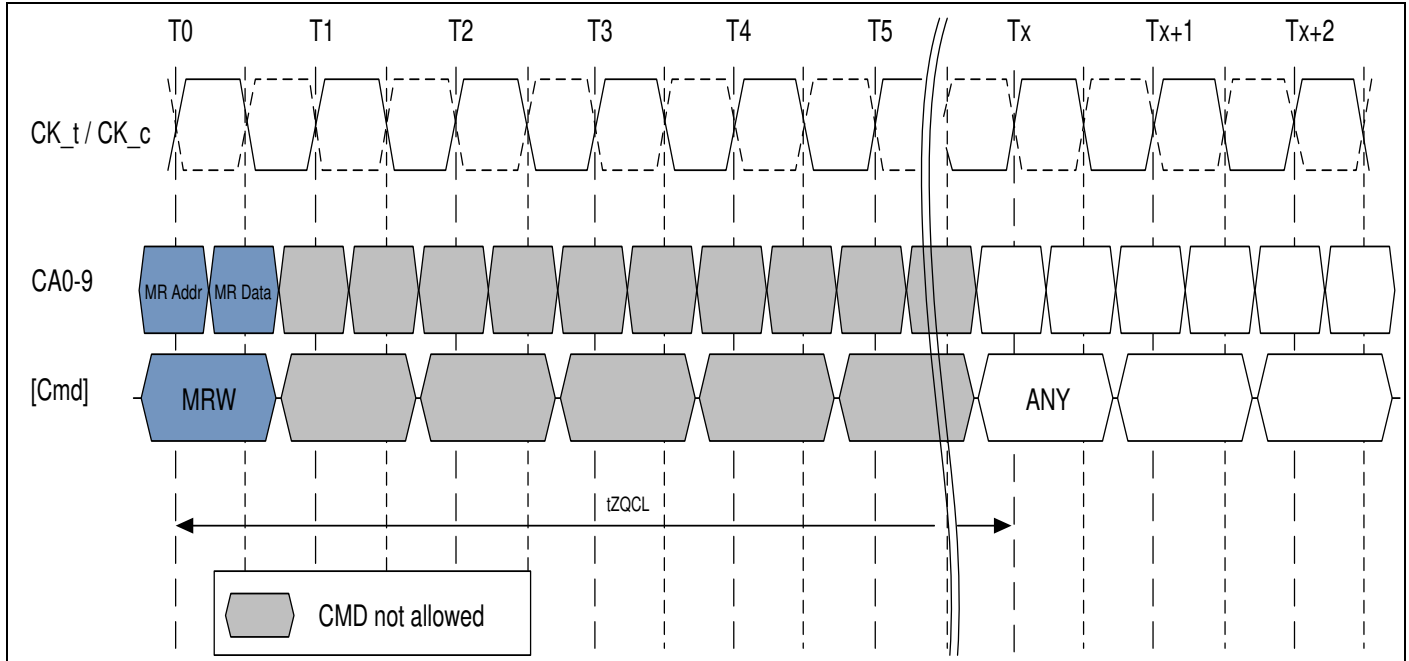 T0 T1 T2 T3 T4 T5 Tx Tx+1 Tx+2
CK_t / CK_c
CA0-9 MR Addr MR Data
[Cmd] MRW ANY
tZQCL
CMD not allowed